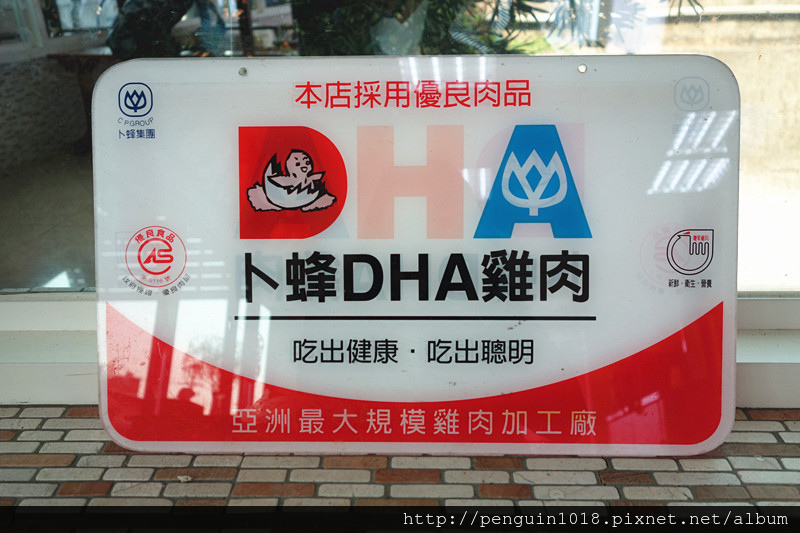 本店採用優良肉品
C P GROUP
卜蜂集團
DHA
優良食品
CAS
卜蜂DHA雞肉
新鮮·衛生·營養
吃出健康·吃出聰明
亞洲最大規模雞肉加工廠
http://penguin1018.pixnet.net/album